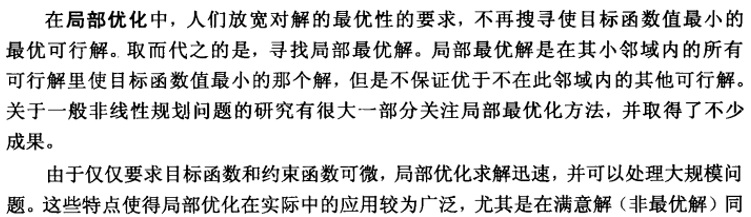 在局部优化中，人们放宽对解的最优性的要求，不再搜寻使目标函数值最小的
最优可行解。取而代之的是，寻找局部最优解。局部最优解是在其小邻域内的所有
可行解里使目标函数值最小的那个解，但是不保证优于不在此邻域内的其他可行解。
关于一般非线性规划问题的研究有很大一部分关注局部最优化方法，并取得了不少
成果。
由于仅仅要求目标函数和约束函数可微，局部优化求解迅速，并可以处理大规模问
题。这些特点使得局部优化在实际中的应用较为广泛，尤其是在满意解（非最优解）同